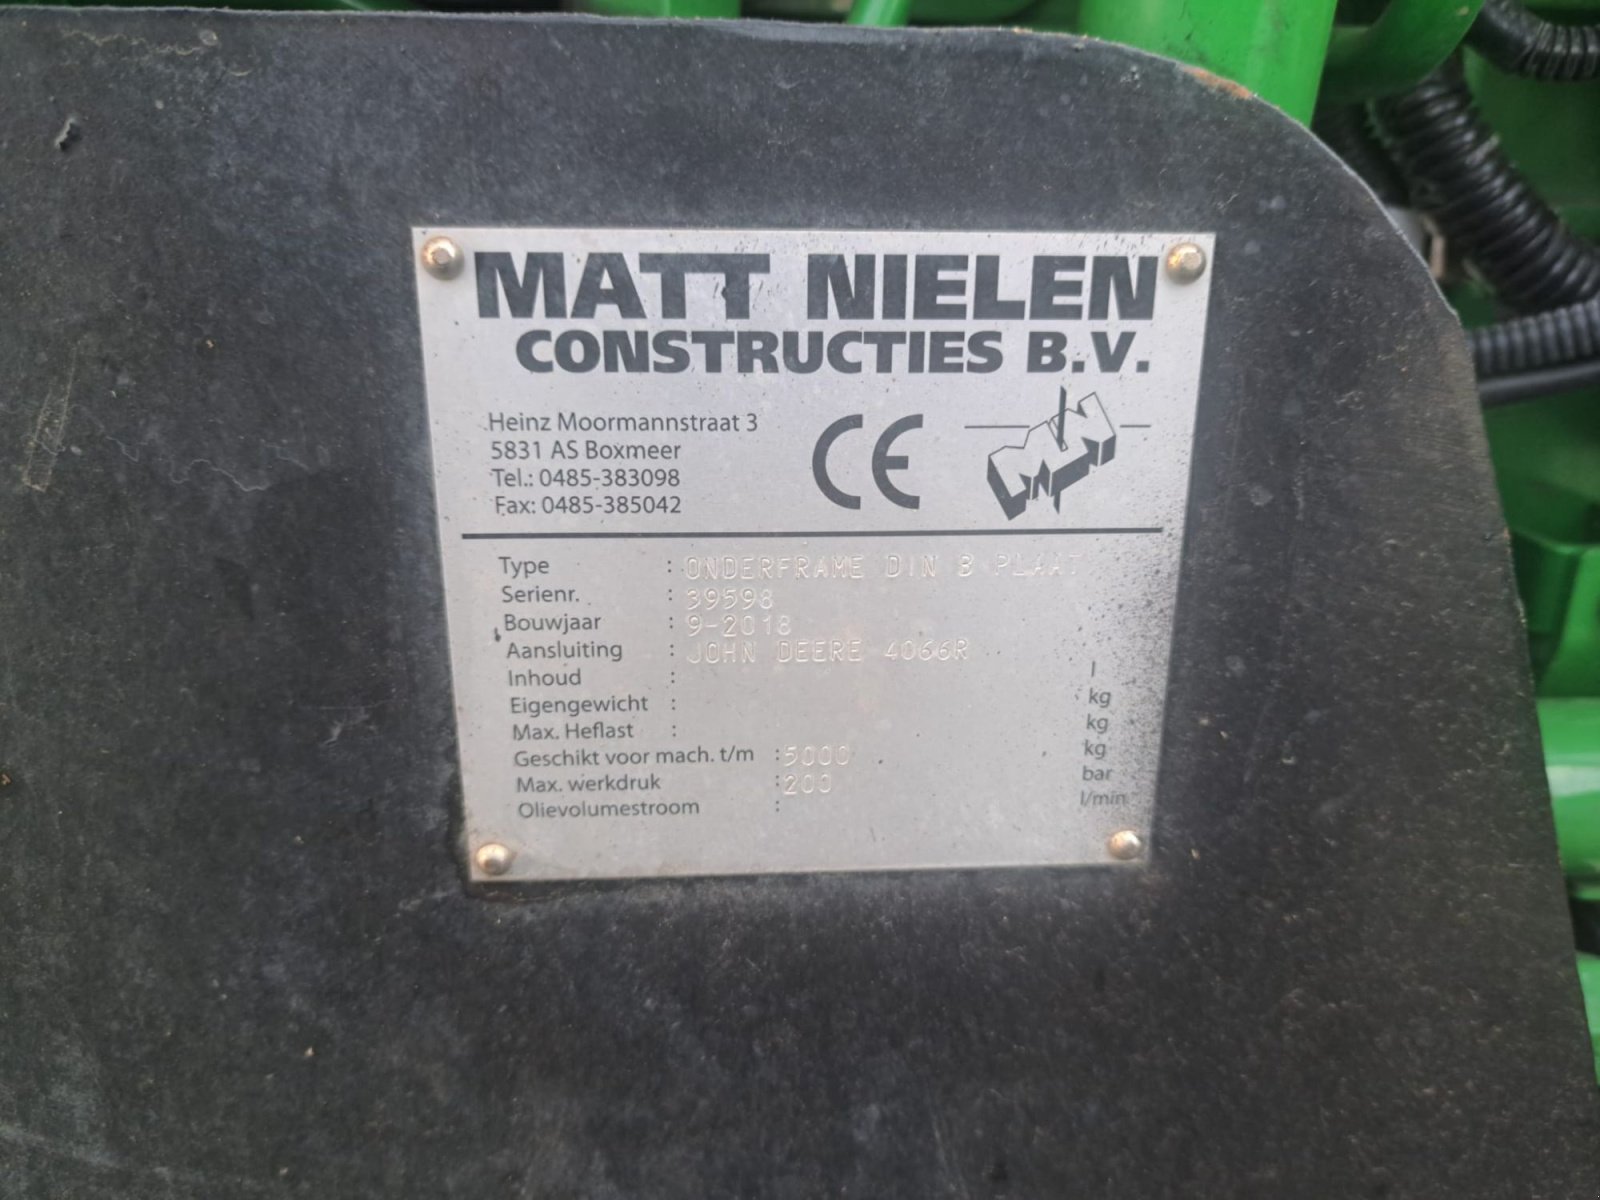 MATT NIELEN
CONSTRUCTIES B.V.
Heinz Moormannstraat 3
5831 AS Boxmeer
Tel.: 0485-383098
Fax: 0485-385042
CE
Type : ONDERFRAME DIN 3 PLAAT
Serienr. : 39598
Bouwjaar : 9-2018
Aansluiting : JOHN DEERE 4066R
Inhoud : l
Eigengewicht : kg
Max. Heflast : kg
Geschikt voor mach. t/m : 5000 kg
Max. werkdruk : 200 bar
Olievolumestroom : l/min